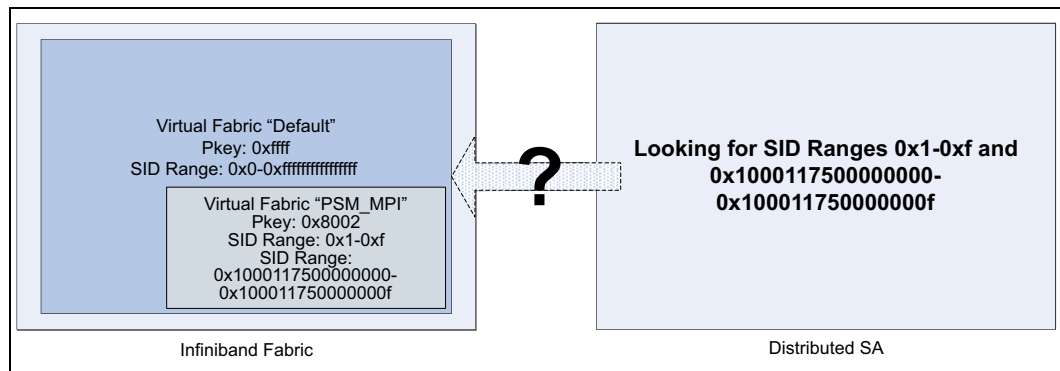 Virtual Fabric “Default”
Pkey: 0xffff
SID Range: 0x0-0xffffffffffffffff
Virtual Fabric “PSM_MPI”
Pkey: 0x8002
SID Range: 0x1-0xf
SID Range:
0x1000117500000000-
0x100011750000000f
Infiniband Fabric
?
Looking for SID Ranges 0x1-0xf and
0x1000117500000000-
0x100011750000000f
Distributed SA